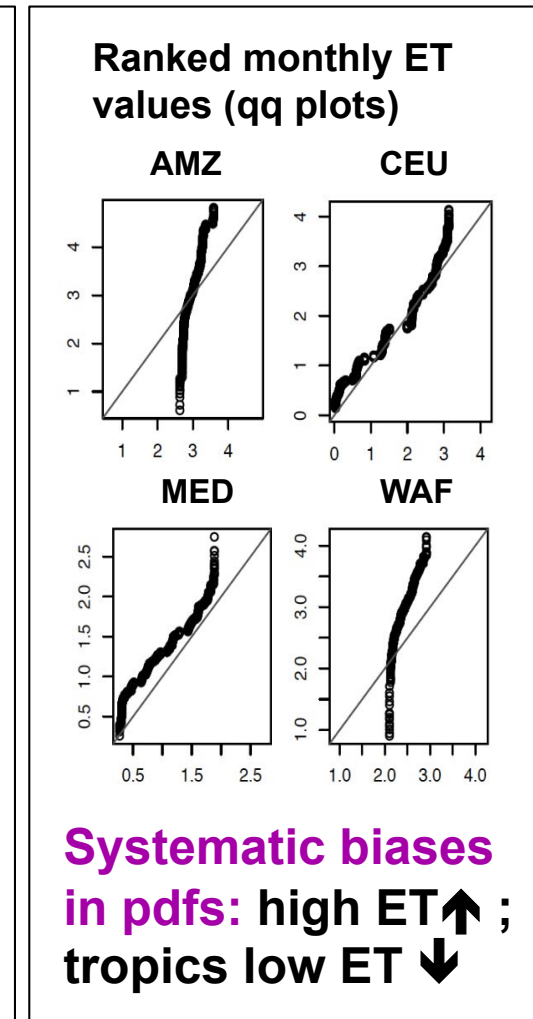 Ranked monthly ET
values (qq plots)
AMZ CEU
4
3
2
1
1 2 3 4
4
3
2
1
0
0 1 2 3 4
MED WAF
2.5
2.0
1.5
1.0
0.5
0.5 1.5 2.5
4.0
3.0
2.0
1.0
1.0 2.0 3.0 4.0
Systematic biases
in pdfs: high ET↑ ;
tropics low ET ↓